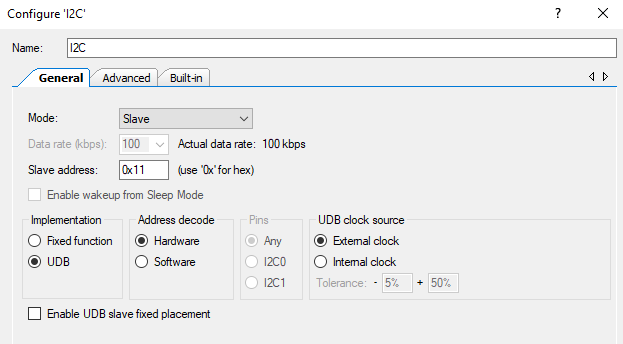 Configure 'I2C'
Name: I2C
General Advanced Built-in
Mode: Slave
Data rate (kbps): 100 Actual data rate: 100 kbps
Slave address: 0x11 (use '0x' for hex)
Enable wakeup from Sleep Mode
Implementation Address decode Pins UDB clock source
Fixed function Hardware Any External clock
UDB Software I2C0 Internal clock
I2C1 Tolerance: - 5% + 50%
Enable UDB slave fixed placement